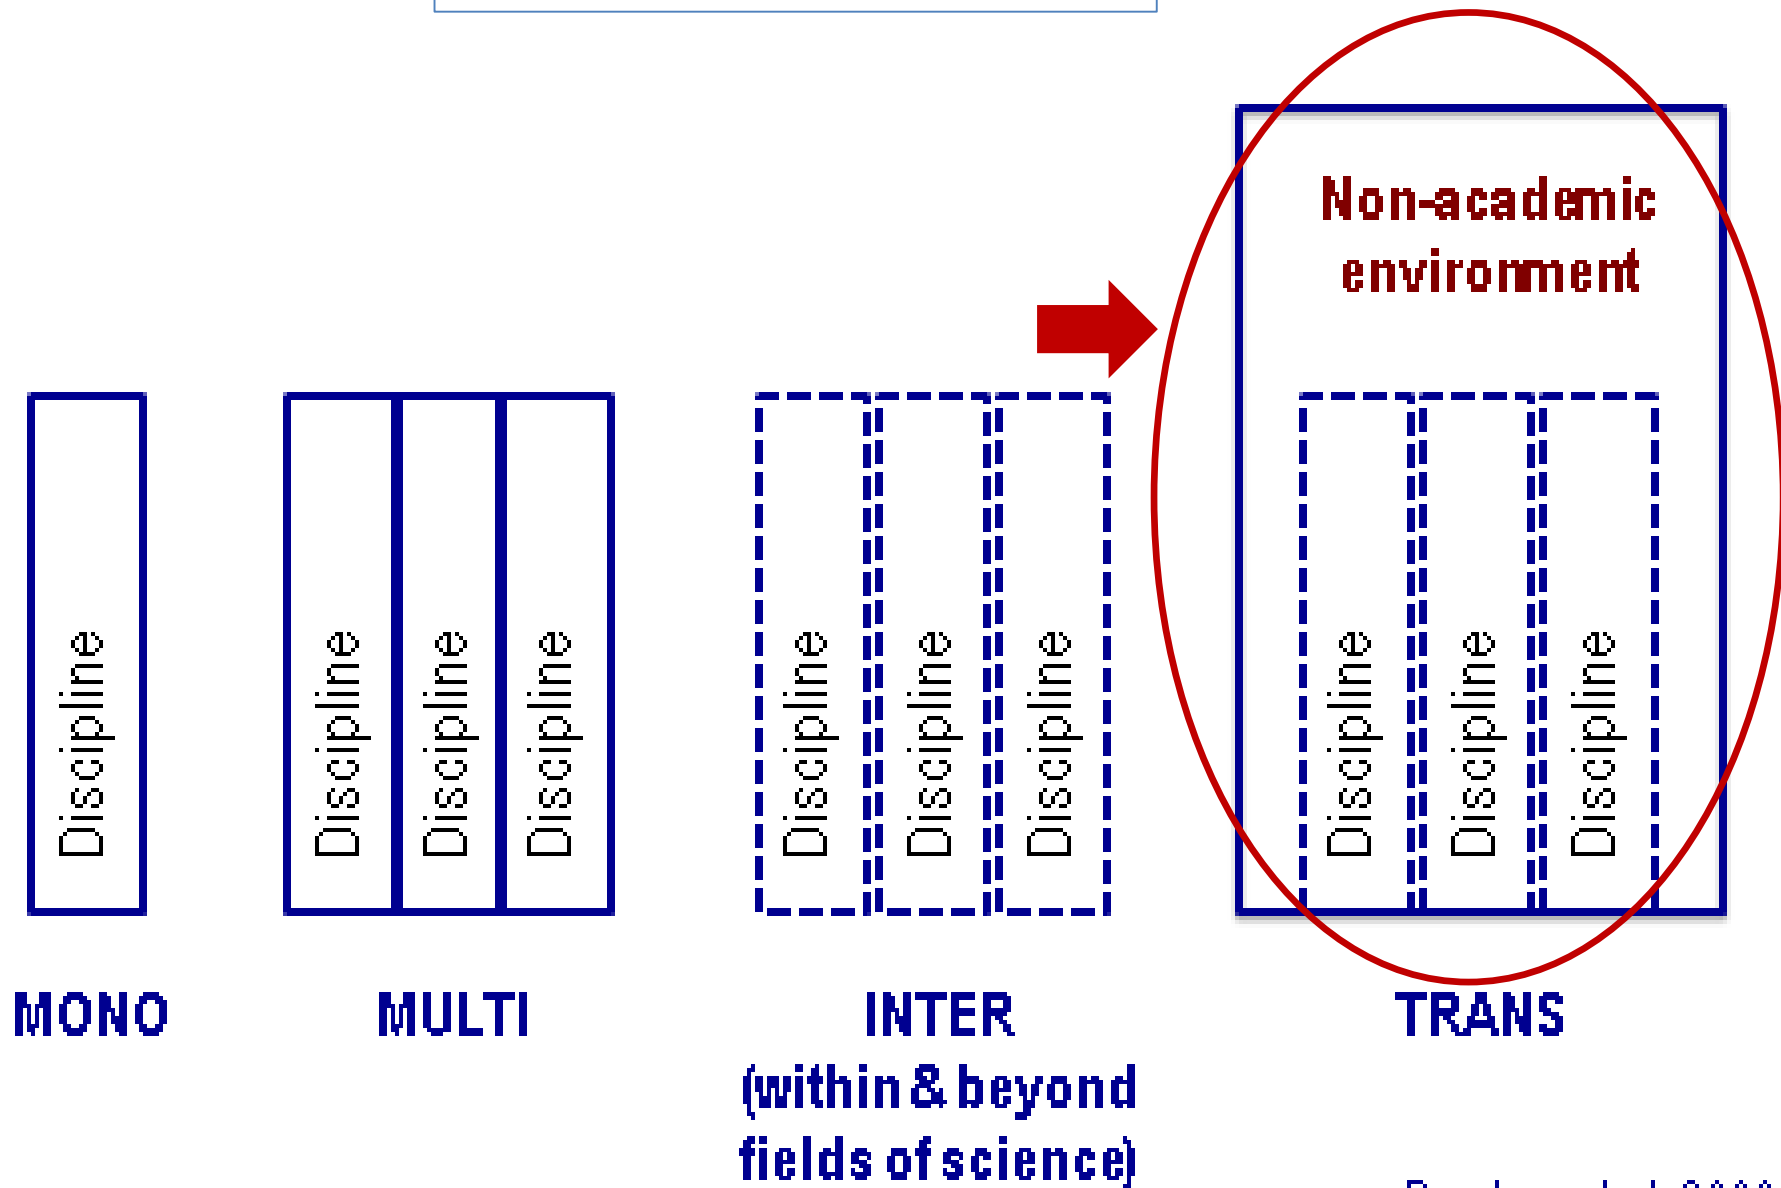 Non-academic
environment
Discipline
Discipline
Discipline
Discipline
Discipline
Discipline
Discipline
Discipline
Discipline
Discipline
MONO
MULTI
INTER
TRANS
(within & beyond
fields of science)